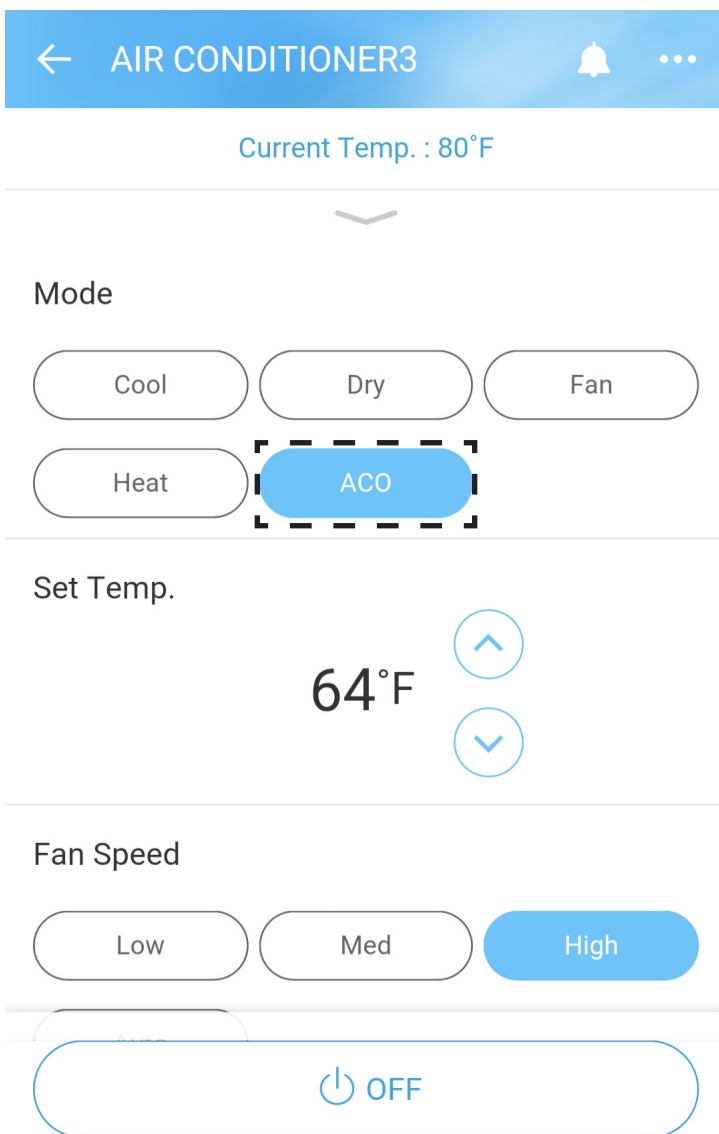 AIR CONDITIONER3
Current Temp. : 80°F
Mode
Cool Dry Fan
Heat ACO
Set Temp.
64°F
Fan Speed
Low Med High
OFF